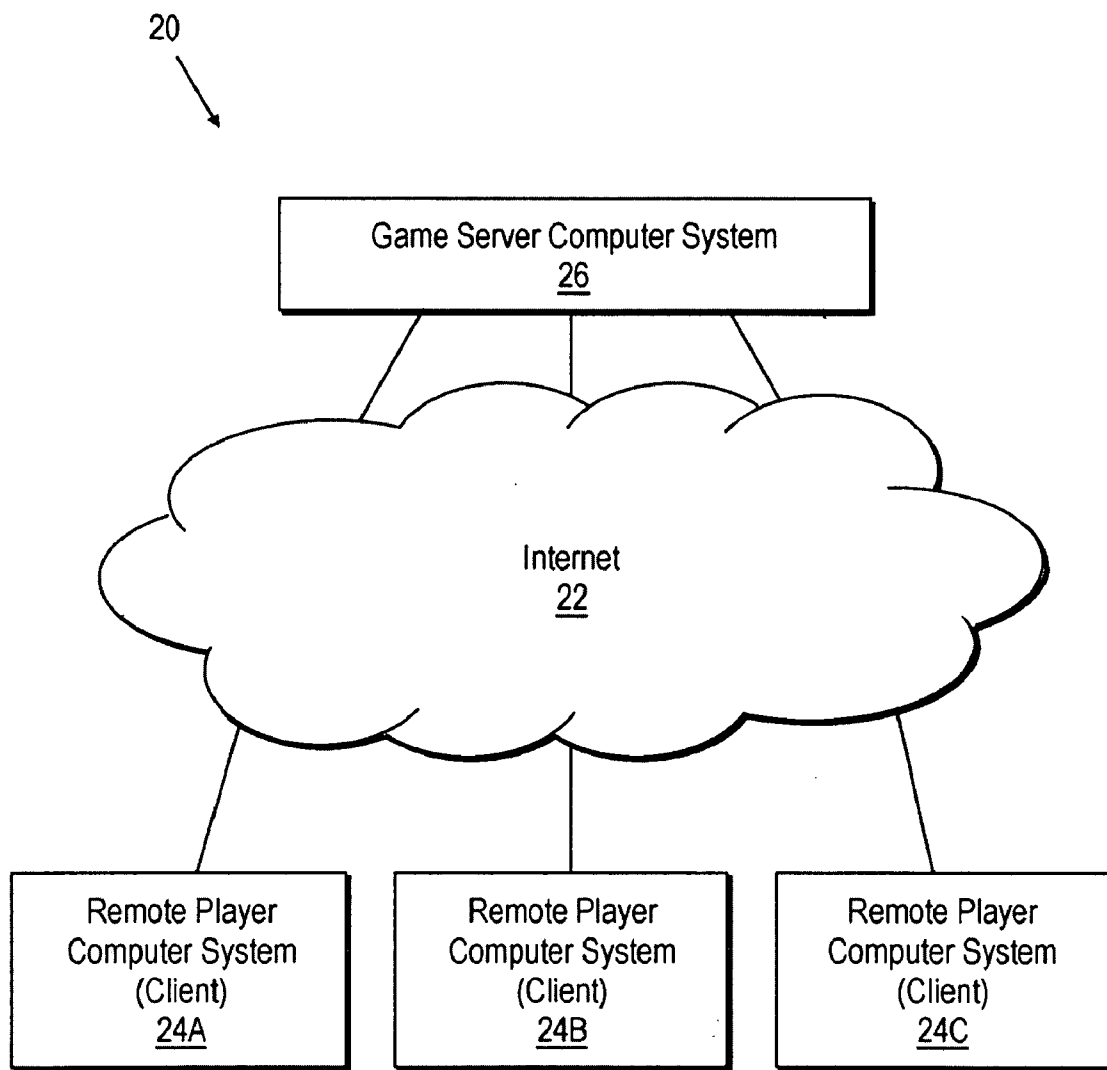 20
Game Server Computer System
26
Internet
22
Remote Player
Computer System
(Client)
24A
Remote Player
Computer System
(Client)
24B
Remote Player
Computer System
(Client)
24C